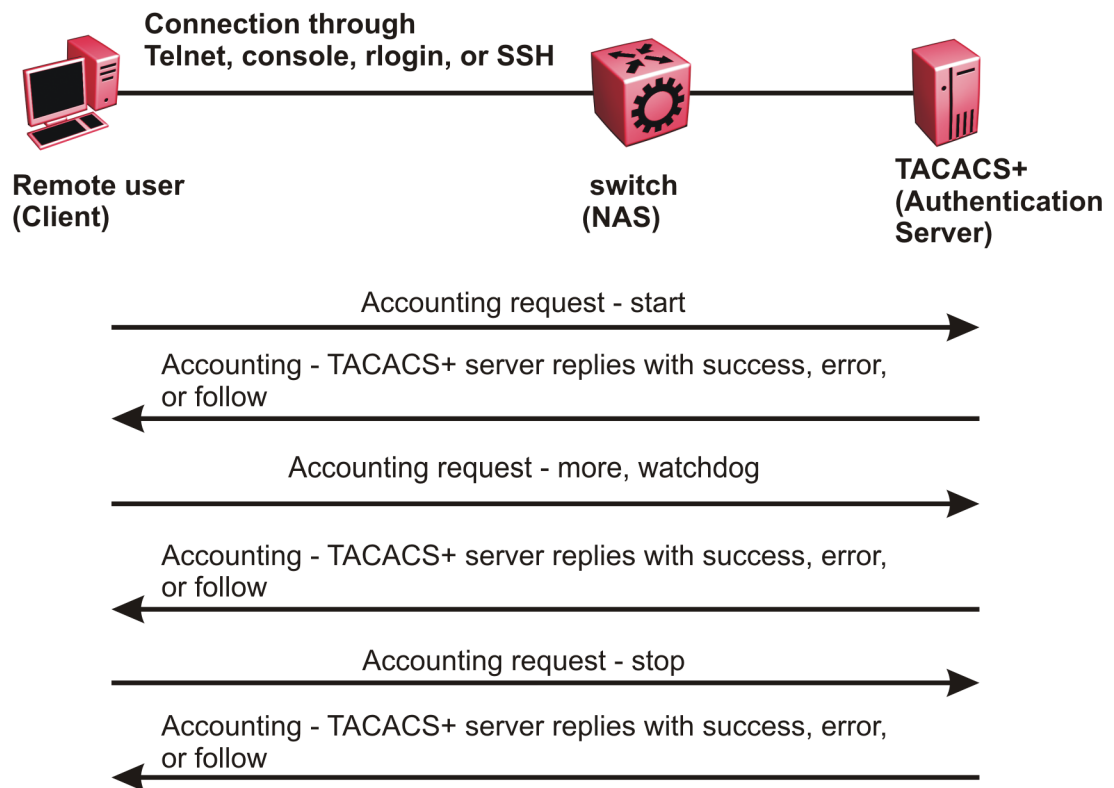 Connection through
Telnet, console, rlogin, or SSH
Remote user
(Client)
switch
(NAS)
TACACS+
(Authentication
Server)
Accounting request - start
Accounting - TACACS+ server replies with success, error,
or follow
Accounting request - more, watchdog
Accounting - TACACS+ server replies with success, error,
or follow
Accounting request - stop
Accounting - TACACS+ server replies with success, error,
or follow